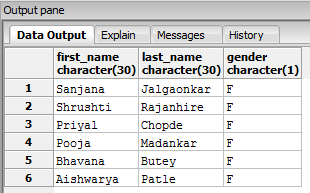 Output pane
Data Output Explain Messages History
first_name last_name gender
character(30) character(30) character(1)
1 Sanjana Jalgaonkar F
2 Shrushti Rajanhire F
3 Priyal Chopde F
4 Pooja Madankar F
5 Bhavana Butey F
6 Aishwarya Patle F